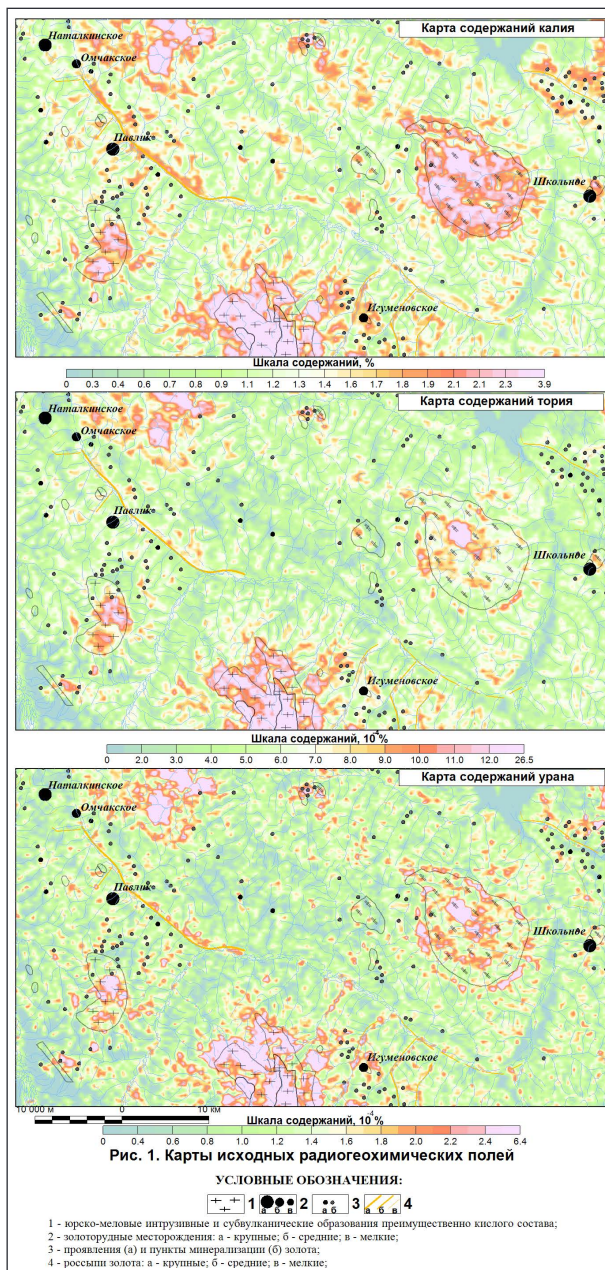 Карта содержаний калия
Наталкинское
Омчакское
Павлик
Школьное
Игуменовское
Шкала содержаний, %
0 0.3 0.4 0.6 0.7 0.8 0.9 1.1 1.2 1.3 1.4 1.6 1.7 1.8 1.9 2.1 2.1 2.3 3.9
Карта содержаний тория
Наталкинское
Омчакское
Павлик
Школьное
Игуменовское
Шкала содержаний, 10⁻⁴%
0 2.0 3.0 4.0 5.0 6.0 7.0 8.0 9.0 10.0 11.0 12.0 26.5
Карта содержаний урана
Наталкинское
Омчакское
Павлик
Школьное
Игуменовское
10 000 м 0 10 км
Шкала содержаний, 10⁻⁴%
0 0.4 0.6 0.8 1.0 1.2 1.4 1.6 1.8 2.0 2.2 2.4 6.4
Рис. 1. Карты исходных радиогеохимических полей
УСЛОВНЫЕ ОБОЗНАЧЕНИЯ:
1 а б в 2 а б 3 а б в 4
1 - юрско-меловые интрузивные и субвулканические образования преимущественно кислого состава;
2 - золоторудные месторождения: а - крупные; б - средние; в - мелкие;
3 - проявления (а) и пункты минерализации (б) золота;
4 - россыпи золота: а - крупные; б - средние; в - мелкие;